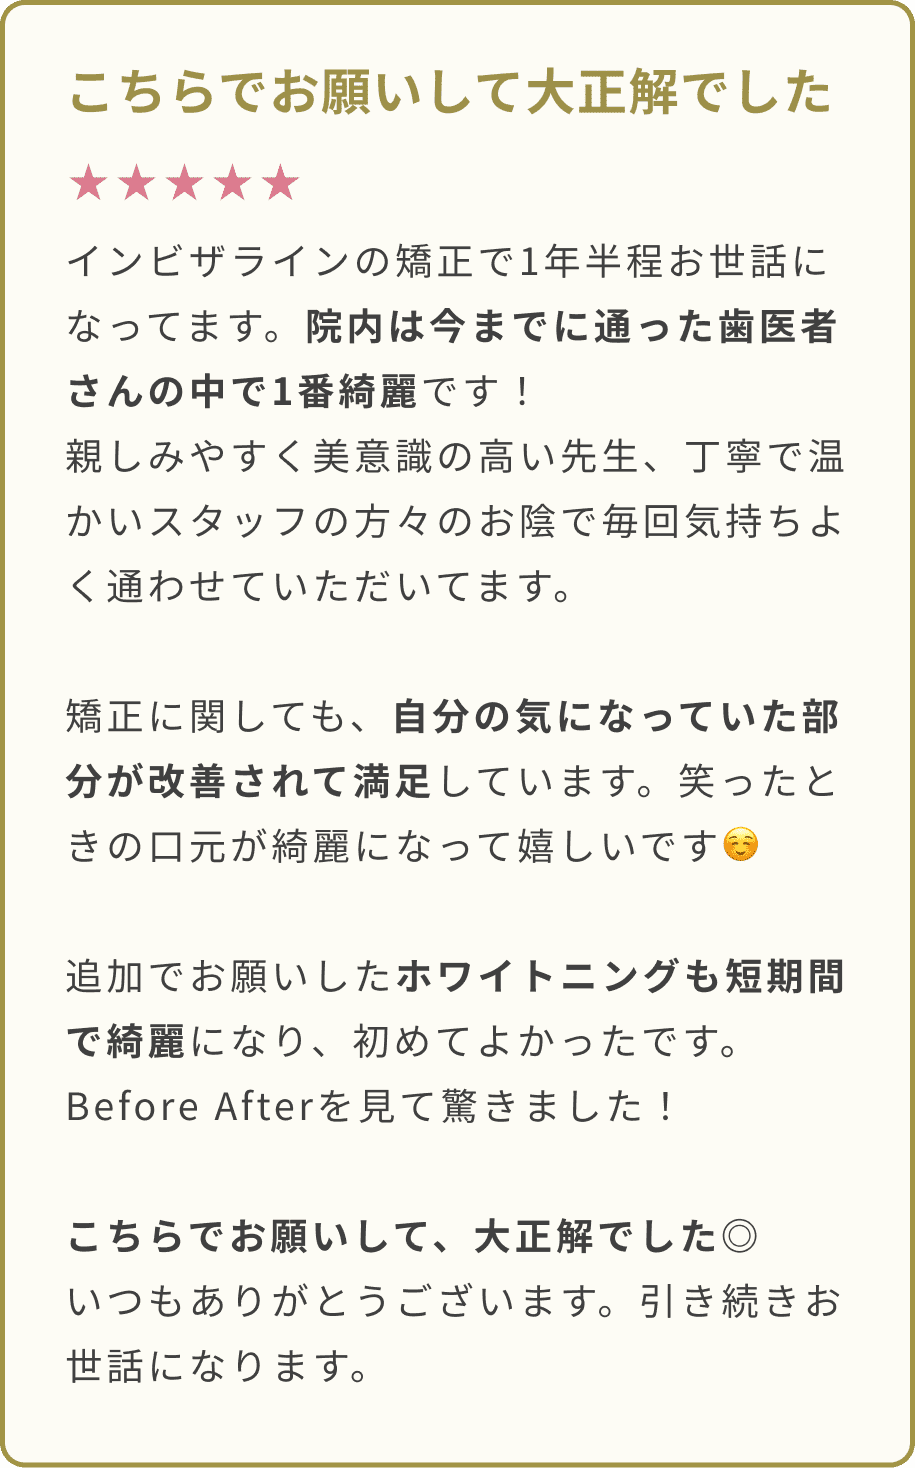 こちらでお願いして大正解でした
★★★★★
インビザラインの矯正で1年半程お世話に
なってます。院内は今までに通った歯医者
さんの中で1番綺麗です！
親しみやすく美意識の高い先生、丁寧で温
かいスタッフの方々のお陰で毎回気持ちよ
く通わせていただいてます。
矯正に関しても、自分の気になっていた部
分が改善されて満足しています。笑ったと
きの口元が綺麗になって嬉しいです☺️
追加でお願いしたホワイトニングも短期間
で綺麗になり、初めてよかったです。
Before Afterを見て驚きました！
こちらでお願いして、大正解でした◎
いつもありがとうございます。引き続きお
世話になります。